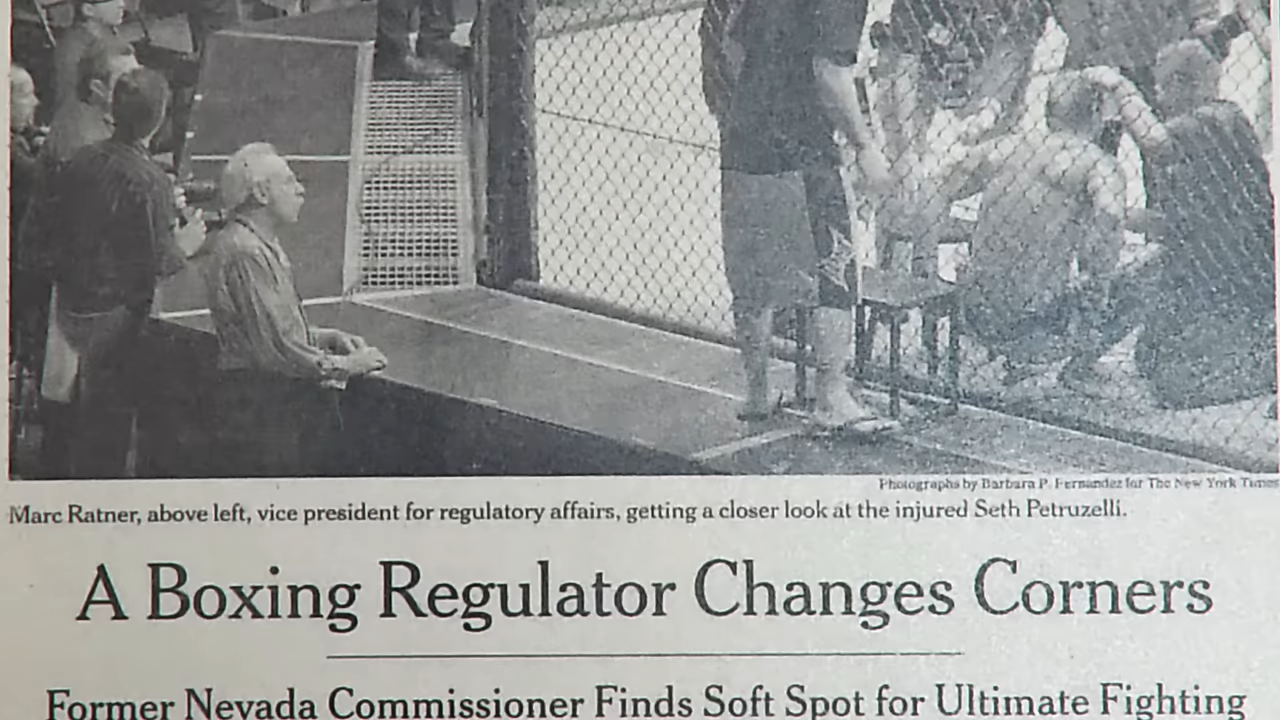 Photographs by Barbara P. Fernandez for The New York Times
Marc Ratner, above left, vice president for regulatory affairs, getting a closer look at the injured Seth Petruzelli.
A Boxing Regulator Changes Corners
Former Nevada Commissioner Finds Soft Spot for Ultimate Fighting